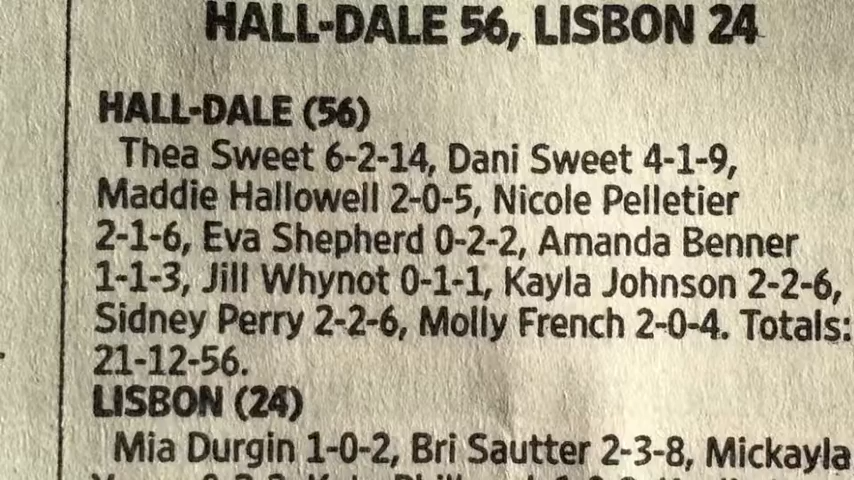 HALL-DALE 56, LISBON 24
HALL-DALE (56)
Thea Sweet 6-2-14, Dani Sweet 4-1-9,
Maddie Hallowell 2-0-5, Nicole Pelletier
2-1-6, Eva Shepherd 0-2-2, Amanda Benner
1-1-3, Jill Whynot 0-1-1, Kayla Johnson 2-2-6,
Sidney Perry 2-2-6, Molly French 2-0-4. Totals:
21-12-56.
LISBON (24)
Mia Durgin 1-0-2, Bri Sautter 2-3-8, Mickayla